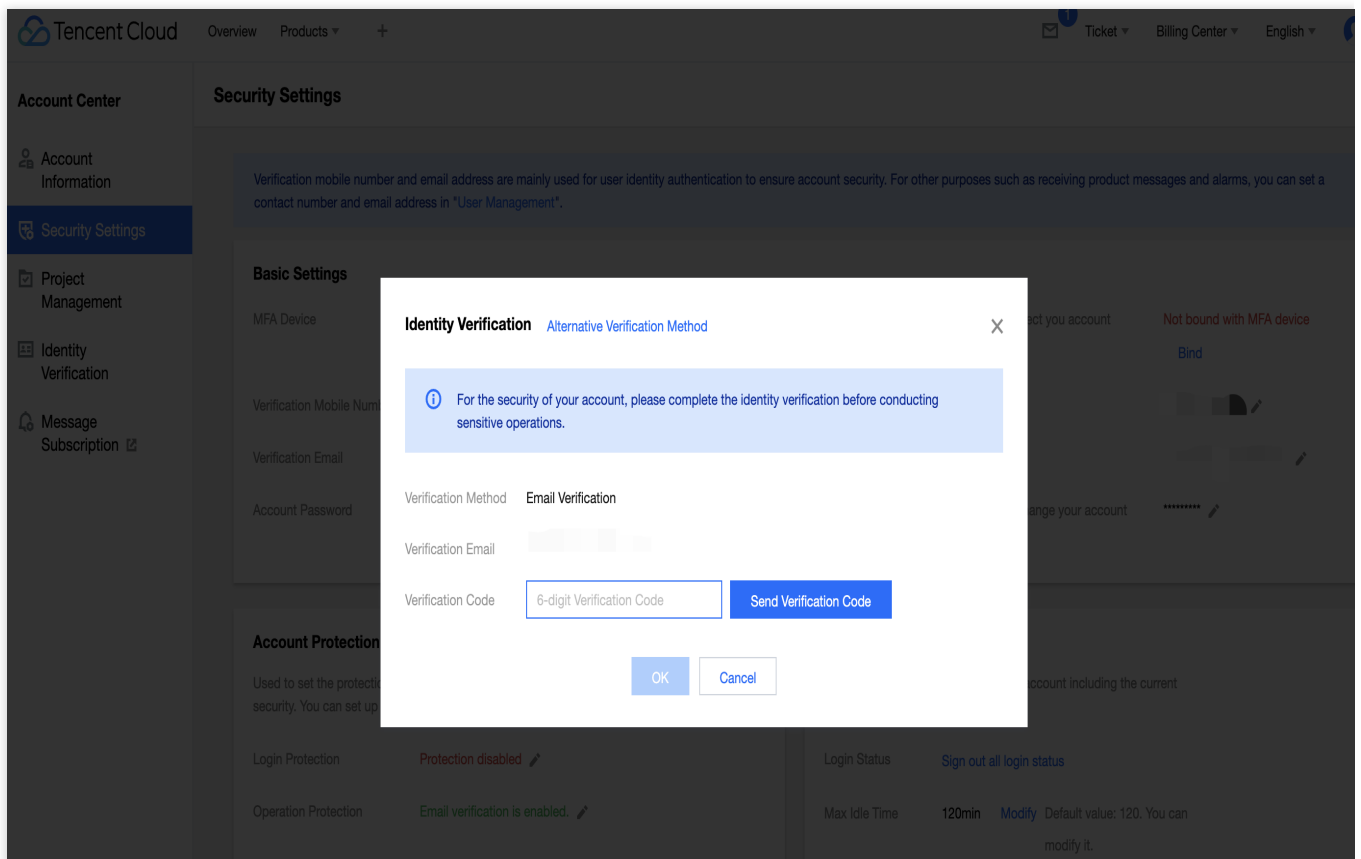 Tencent Cloud
Overview
Products
1
Ticket
Billing Center
English
Account Center
Account
Information
Security Settings
Project
Management
Identity
Verification
Message
Subscription
Security Settings
Verification mobile number and email address are mainly used for user identity authentication to ensure account security. For other purposes such as receiving product messages and alarms, you can set a
contact number and email address in "User Management".
Basic Settings
MFA Device
ect you account
Not bound with MFA device
Bind
Verification Mobile Num
Verification Email
Account Password
ange your account
*********
Identity Verification
Alternative Verification Method
X
For the security of your account, please complete the identity verification before conducting
sensitive operations.
Verification Method
Email Verification
Verification Email
Verification Code
6-digit Verification Code
Send Verification Code
OK
Cancel
Account Protection
Used to set the protectio
security. You can set up
Login Protection
Protection disabled
Operation Protection
Email verification is enabled.
account including the current
Login Status
Sign out all login status
Max Idle Time
120min
Modify
Default value: 120. You can
modify it.